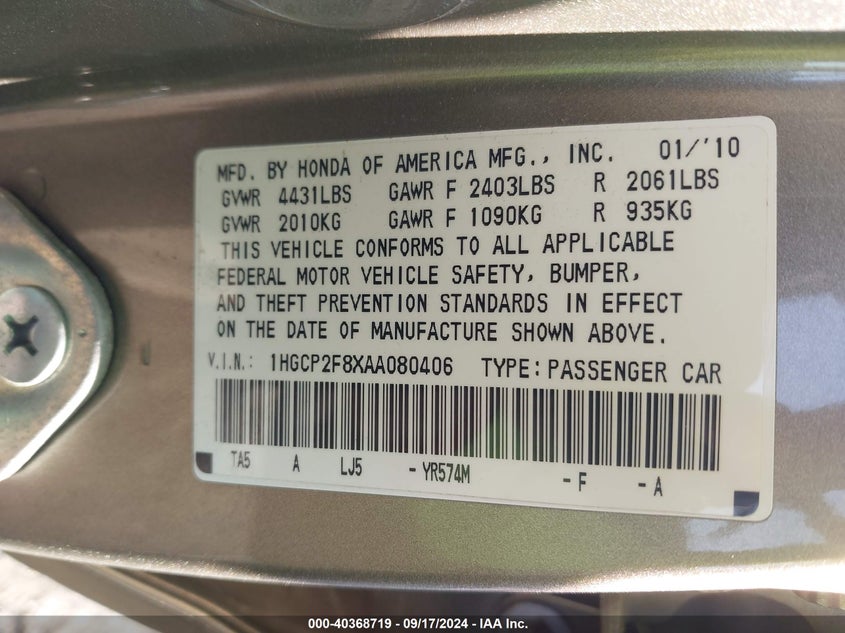 MFD. BY HONDA OF AMERICA MFG., INC. 01/'10
GVWR 4431LBS GAWR F 2403LBS R 2061LBS
GVWR 2010KG GAWR F 1090KG R 935KG
THIS VEHICLE CONFORMS TO ALL APPLICABLE
FEDERAL MOTOR VEHICLE SAFETY, BUMPER,
AND THEFT PREVENTION STANDARDS IN EFFECT
ON THE DATE OF MANUFACTURE SHOWN ABOVE.
V.I.N.: 1HGCP2F8XAA080406 TYPE: PASSENGER CAR
TA5 A LJ5 - YR574M - F - A
000-40368719 - 09/17/2024 - IAA Inc.